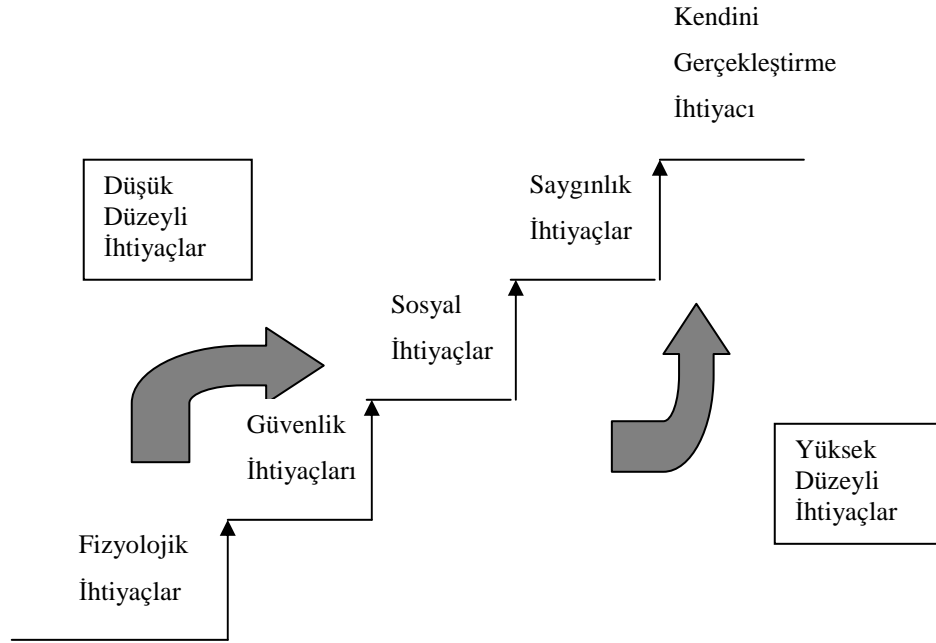 Kendini
Gerçekleştirme
İhtiyacı
Düşük
Düzeyli
İhtiyaçlar
Saygınlık
İhtiyaçlar
Sosyal
İhtiyaçlar
Güvenlik
İhtiyaçları
Yüksek
Düzeyli
İhtiyaçlar
Fizyolojik
İhtiyaçlar